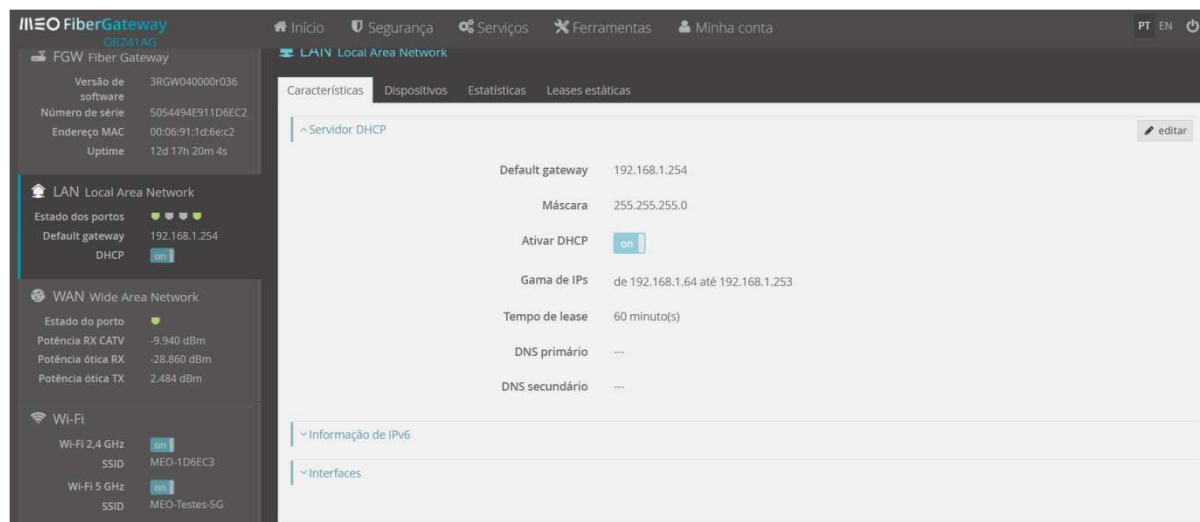 MEO FiberGateway
GR241AG
Início Segurança Serviços Ferramentas Minha conta
PT EN
FGW Fiber Gateway
Versão de software 3RGW040000r036
Número de série 5054494E911D6EC2
Endereço MAC 00:06:91:1d:6e:c2
Uptime 12d 17h 20m 4s
LAN Local Area Network
Estado dos portos
Default gateway 192.168.1.254
DHCP on
WAN Wide Area Network
Estado do porto
Potência RX CATV -9.940 dBm
Potência ótica RX -28.860 dBm
Potência ótica TX 2.484 dBm
Wi-Fi
Wi-Fi 2,4 GHz on
SSID MEO-1D6EC3
Wi-Fi 5 GHz on
SSID MEO-Testes-5G
LAN Local Area Network
Características Dispositivos Estatísticas Leases estáticas
Servidor DHCP
editar
Default gateway 192.168.1.254
Máscara 255.255.255.0
Ativar DHCP on
Gama de IPs de 192.168.1.64 até 192.168.1.253
Tempo de lease 60 minuto(s)
DNS primário ---
DNS secundário ---
Informação de IPv6
Interfaces